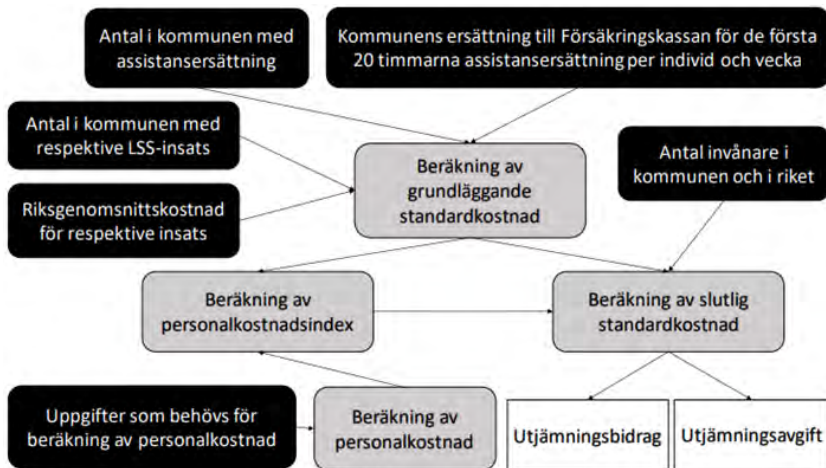 Antal i kommunen med
assistansersättning
Kommunens ersättning till Försäkringskassan för de första
20 timmarna assistansersättning per individ och vecka
Antal i kommunen med
respektive LSS-insats
Beräkning av
grundläggande
standardkostnad
Antal invånare i
kommunen och i riket
Riksgenomsnittskostnad
för respektive insats
Beräkning av
personalkostnadsindex
Beräkning av slutlig
standardkostnad
Uppgifter som behövs för
beräkning av personalkostnad
Beräkning av
personalkostnad
Utjämningsbidrag
Utjämningsavgift